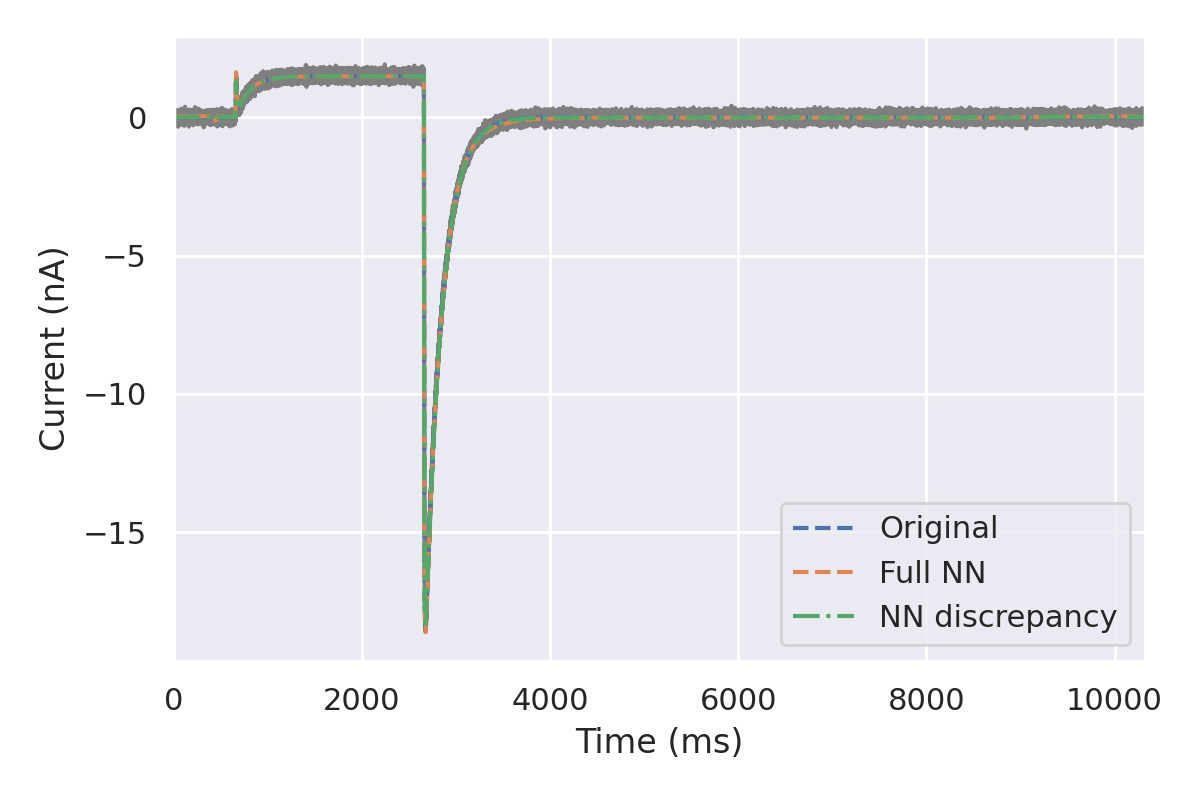 0
−5
−10
−15
Current (nA)
0 2000 4000 6000 8000 10000
Time (ms)
Original
Full NN
NN discrepancy